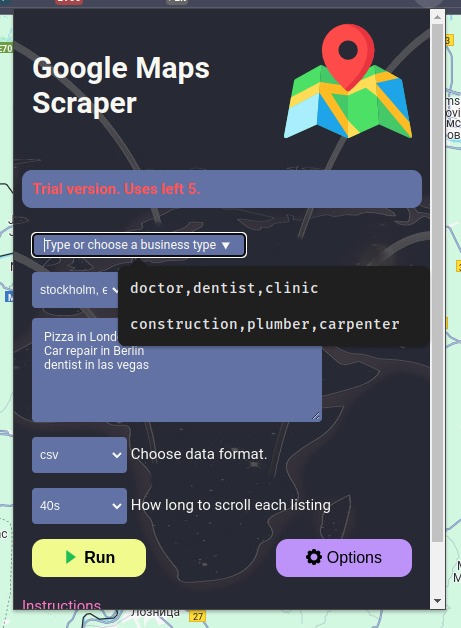 Google Maps
Scraper
Trial version. Uses left 5.
Type or choose a business type ▼
stockholm, e
doctor,dentist,clinic
construction,plumber,carpenter
Pizza in Lond
Car repair in Berlin
dentist in las vegas
csv
Choose data format.
40s
How long to scroll each listing
Run
Options
Instructions
27